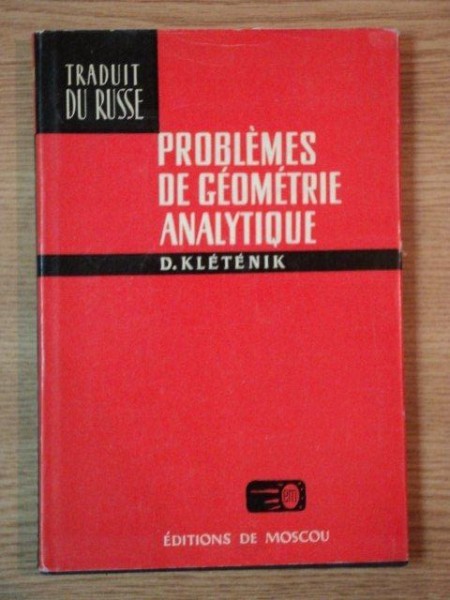 TRADUIT
DU RUSSE
PROBLÈMES
DE GÉOMÉTRIE
ANALYTIQUE
D. KLÉTÉNIK
ÉDITIONS DE MOSCOU